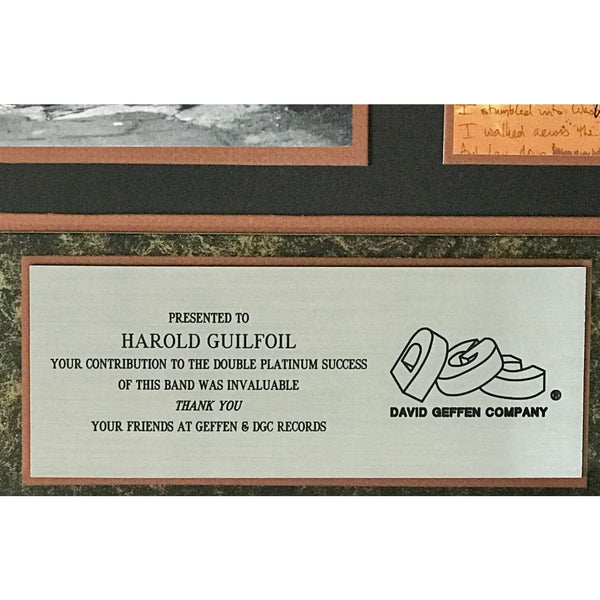 I stumbled into
I walked across "the
PRESENTED TO
HAROLD GUILFOIL
YOUR CONTRIBUTION TO THE DOUBLE PLATINUM SUCCESS
OF THIS BAND WAS INVALUABLE
THANK YOU
YOUR FRIENDS AT GEFFEN & DGC RECORDS
DGC
®
DAVID GEFFEN COMPANY